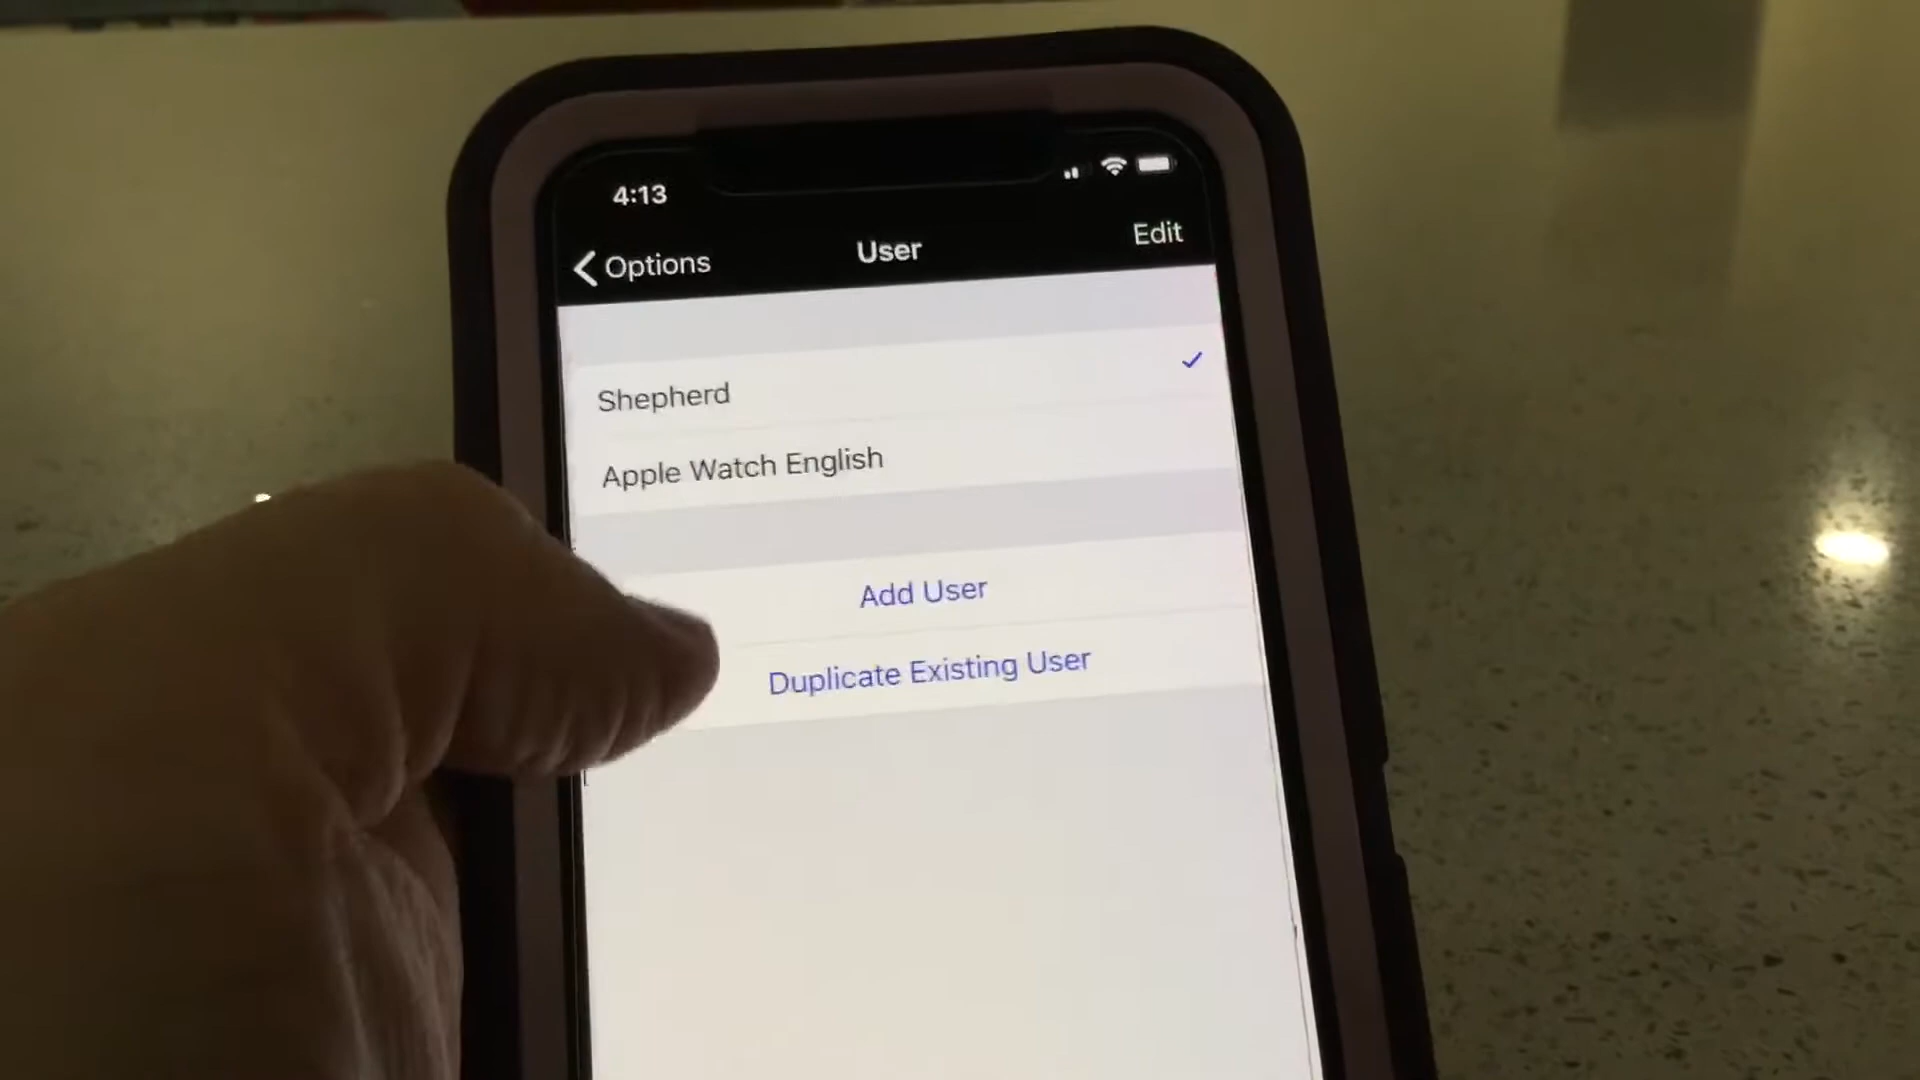 4:13
Options
User
Edit
Shepherd
Apple Watch English
Add User
Duplicate Existing User